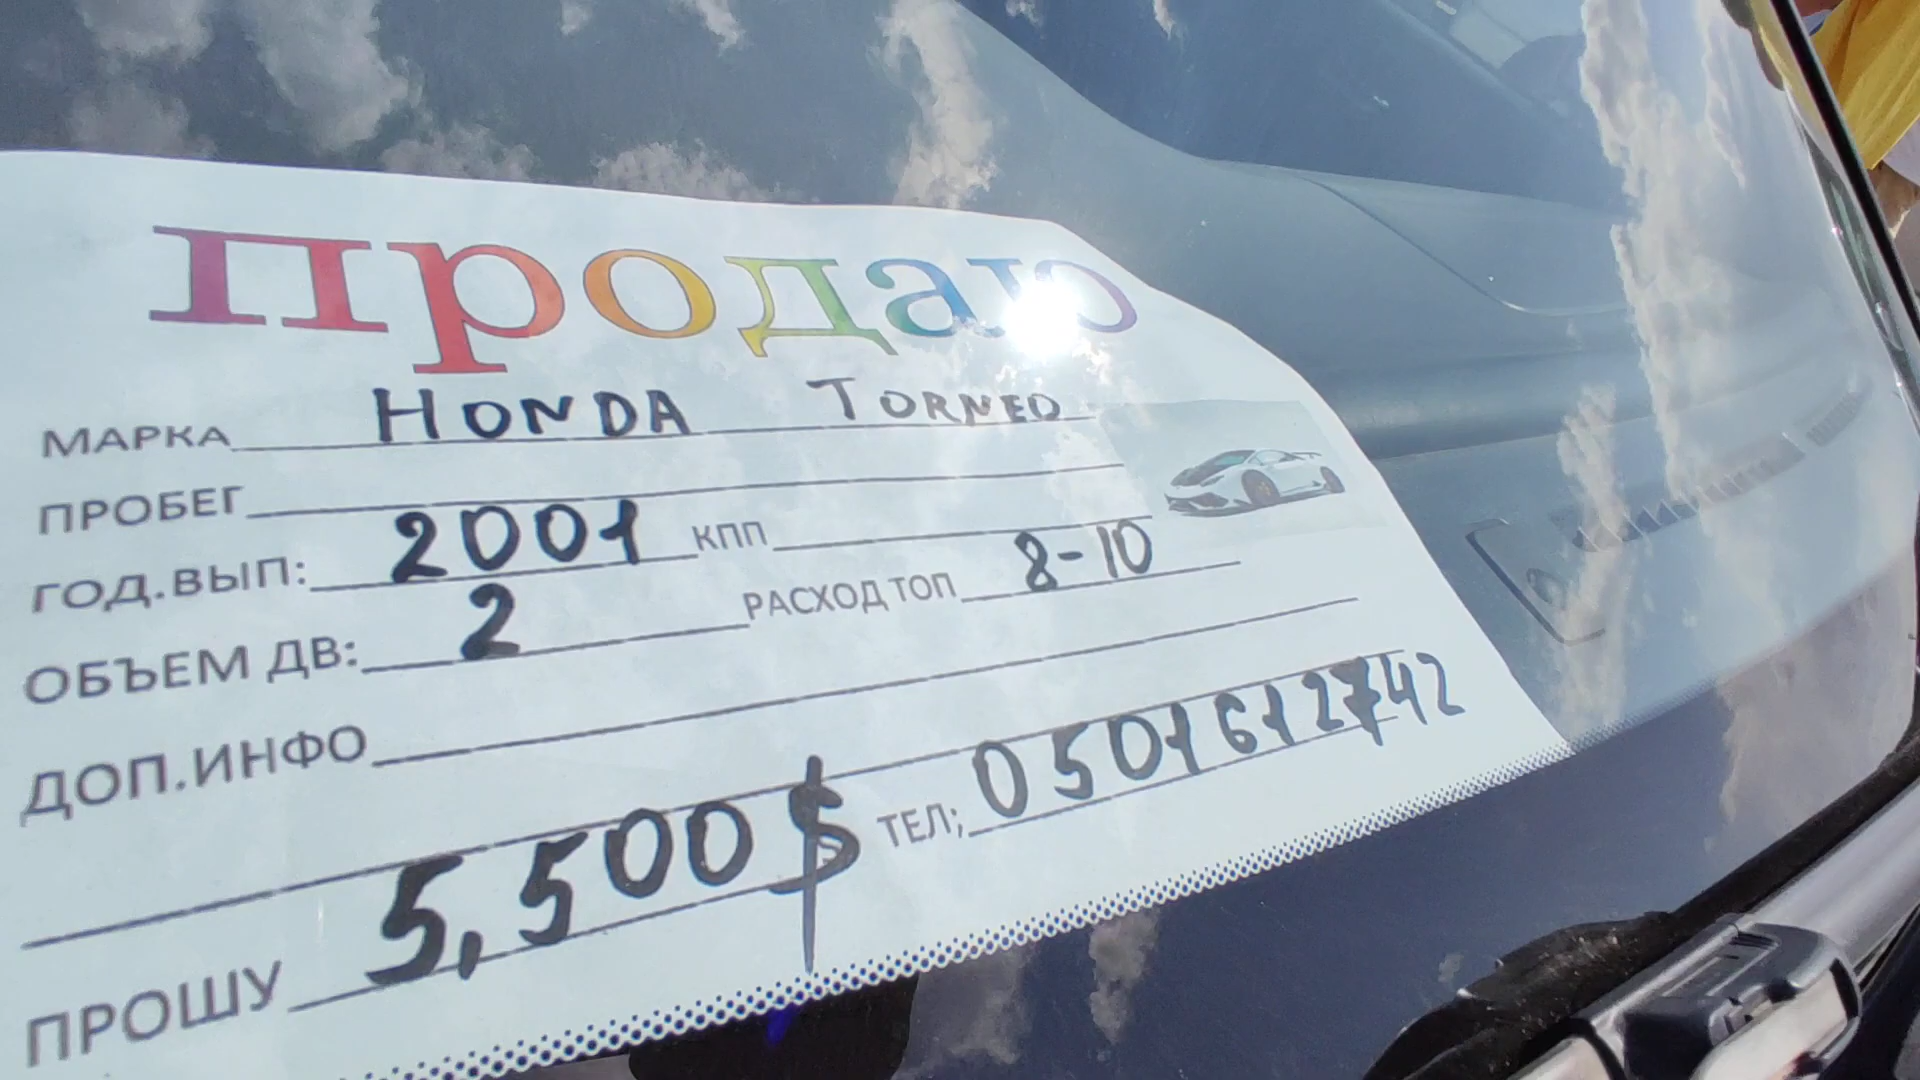 продаю
МАРКА HONDA TORNEO
ПРОБЕГ
ГОД.ВЫП: 2001 КПП
ОБЪЕМ ДВ: 2 РАСХОД ТОП 8-10
ДОП.ИНФО
ПРОШУ 5,500$ ТЕЛ; 0501612742